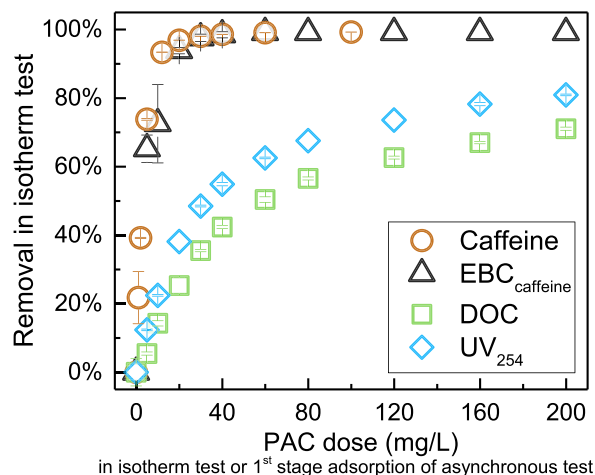 Removal in isotherm test
100%
80%
60%
40%
20%
0%
0 40 80 120 160 200
Caffeine
EBCcaffeine
DOC
UV254
PAC dose (mg/L)
in isotherm test or 1st stage adsorption of asynchronous test